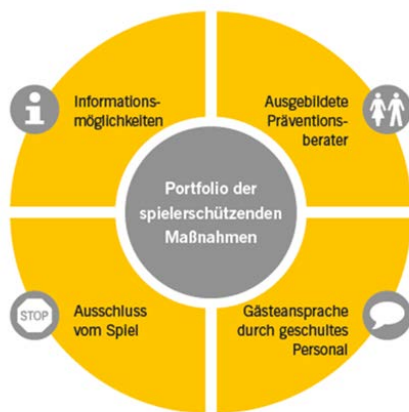 Informations-
möglichkeiten
Ausgebildete
Präventions-
berater
Portfolio der
spielerschützenden
Maßnahmen
STOP
Ausschluss
vom Spiel
Gästeansprache
durch geschultes
Personal